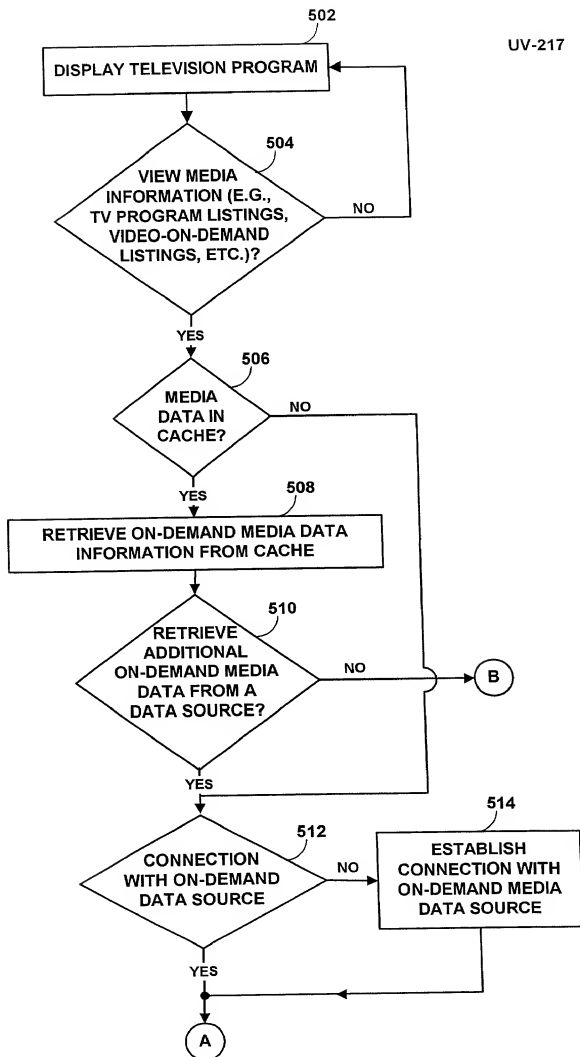 502
UV-217
DISPLAY TELEVISION PROGRAM
504
VIEW MEDIA
INFORMATION (E.G.,
TV PROGRAM LISTINGS,
VIDEO-ON-DEMAND
LISTINGS, ETC.)?
NO
YES
506
MEDIA
DATA IN
CACHE?
NO
YES
508
RETRIEVE ON-DEMAND MEDIA DATA
INFORMATION FROM CACHE
510
RETRIEVE
ADDITIONAL
ON-DEMAND MEDIA
DATA FROM A
DATA SOURCE?
NO
B
YES
512
CONNECTION
WITH ON-DEMAND
DATA SOURCE
NO
514
ESTABLISH
CONNECTION WITH
ON-DEMAND MEDIA
DATA SOURCE
YES
A